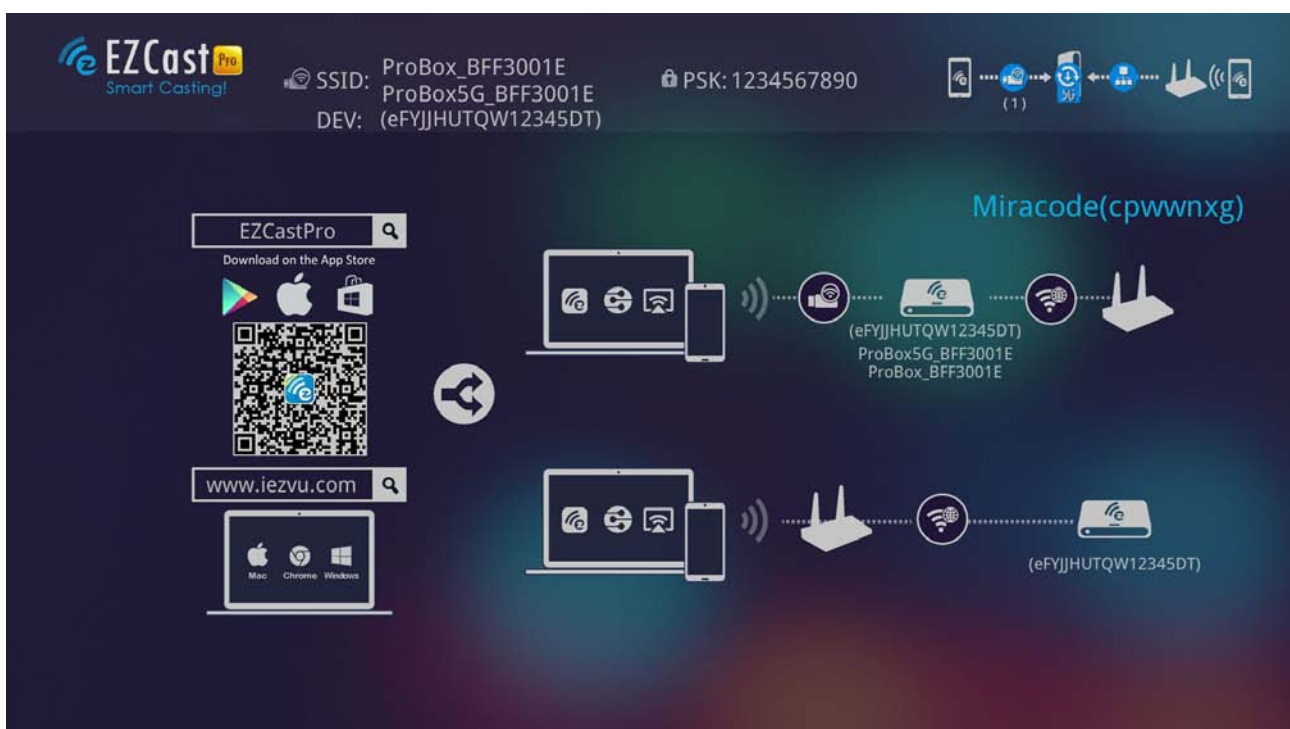 EZCast Pro
Smart Casting!
SSID: ProBox_BFF3001E
ProBox5G_BFF3001E
DEV: (eFYJJHUTQW12345DT)
PSK: 1234567890
(1)
5G
Miracode(cpwwnxg)
EZCastPro
Download on the App Store
www.iezvu.com
Mac Chrome Windows
(eFYJJHUTQW12345DT)
ProBox5G_BFF3001E
ProBox_BFF3001E
(eFYJJHUTQW12345DT)